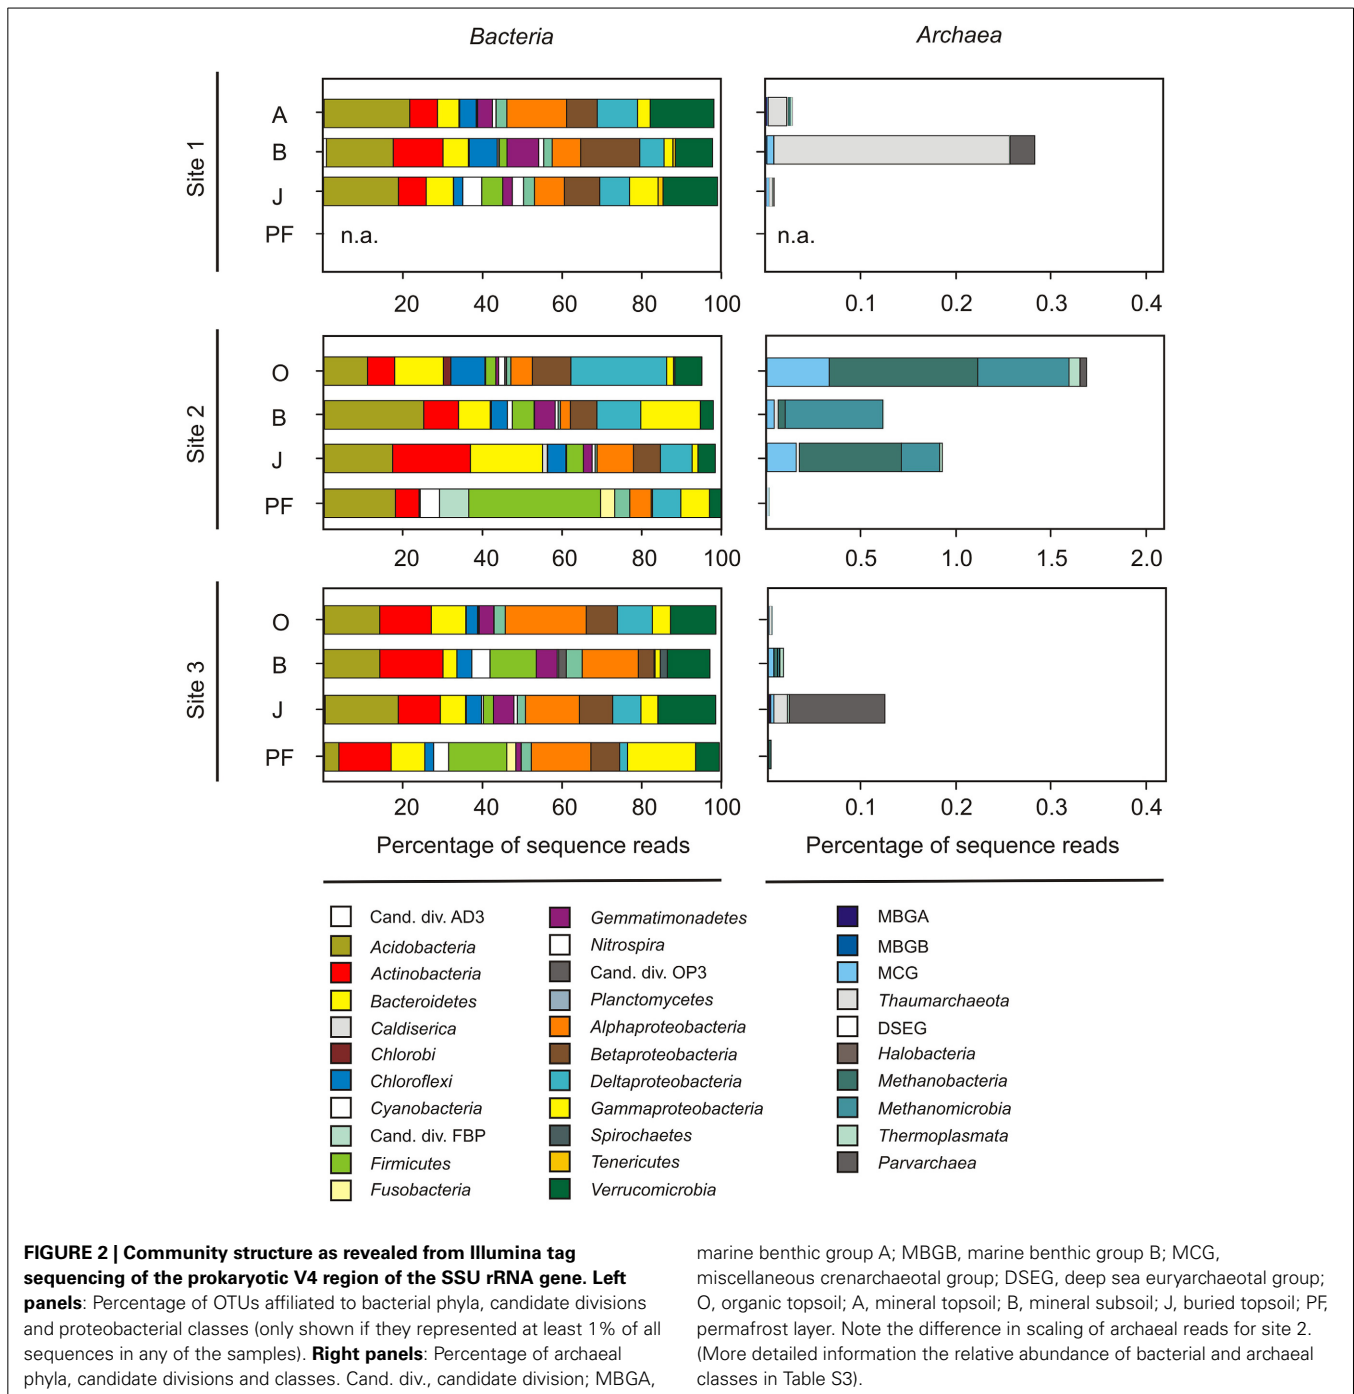 Bacteria
Archaea
Site 1
A
B
J
PF
n.a.
n.a.
20 40 60 80 100
0.1 0.2 0.3 0.4
Site 2
O
B
J
PF
20 40 60 80 100
0.5 1.0 1.5 2.0
Site 3
O
B
J
PF
20 40 60 80 100
0.1 0.2 0.3 0.4
Percentage of sequence reads
Percentage of sequence reads
Cand. div. AD3
Acidobacteria
Actinobacteria
Bacteroidetes
Caldiserica
Chlorobi
Chloroflexi
Cyanobacteria
Cand. div. FBP
Firmicutes
Fusobacteria
Gemmatimonadetes
Nitrospira
Cand. div. OP3
Planctomycetes
Alphaproteobacteria
Betaproteobacteria
Deltaproteobacteria
Gammaproteobacteria
Spirochaetes
Tenericutes
Verrucomicrobia
MBGA
MBGB
MCG
Thaumarchaeota
DSEG
Halobacteria
Methanobacteria
Methanomicrobia
Thermoplasmata
Parvarchaea
FIGURE 2 | Community structure as revealed from Illumina tag
sequencing of the prokaryotic V4 region of the SSU rRNA gene. Left
panels: Percentage of OTUs affiliated to bacterial phyla, candidate divisions
and proteobacterial classes (only shown if they represented at least 1% of all
sequences in any of the samples). Right panels: Percentage of archaeal
phyla, candidate divisions and classes. Cand. div., candidate division; MBGA,
marine benthic group A; MBGB, marine benthic group B; MCG,
miscellaneous crenarchaeotal group; DSEG, deep sea euryarchaeotal group;
O, organic topsoil; A, mineral topsoil; B, mineral subsoil; J, buried topsoil; PF,
permafrost layer. Note the difference in scaling of archaeal reads for site 2.
(More detailed information the relative abundance of bacterial and archaeal
classes in Table S3).